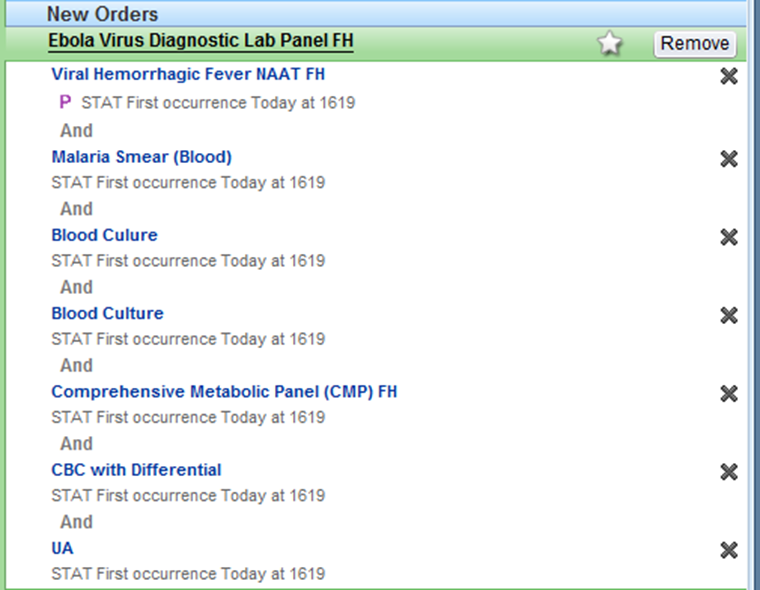 New Orders
Ebola Virus Diagnostic Lab Panel FH Remove
Viral Hemorrhagic Fever NAAT FH
P STAT First occurrence Today at 1619
And
Malaria Smear (Blood)
STAT First occurrence Today at 1619
And
Blood Culure
STAT First occurrence Today at 1619
And
Blood Culture
STAT First occurrence Today at 1619
And
Comprehensive Metabolic Panel (CMP) FH
STAT First occurrence Today at 1619
And
CBC with Differential
STAT First occurrence Today at 1619
And
UA
STAT First occurrence Today at 1619